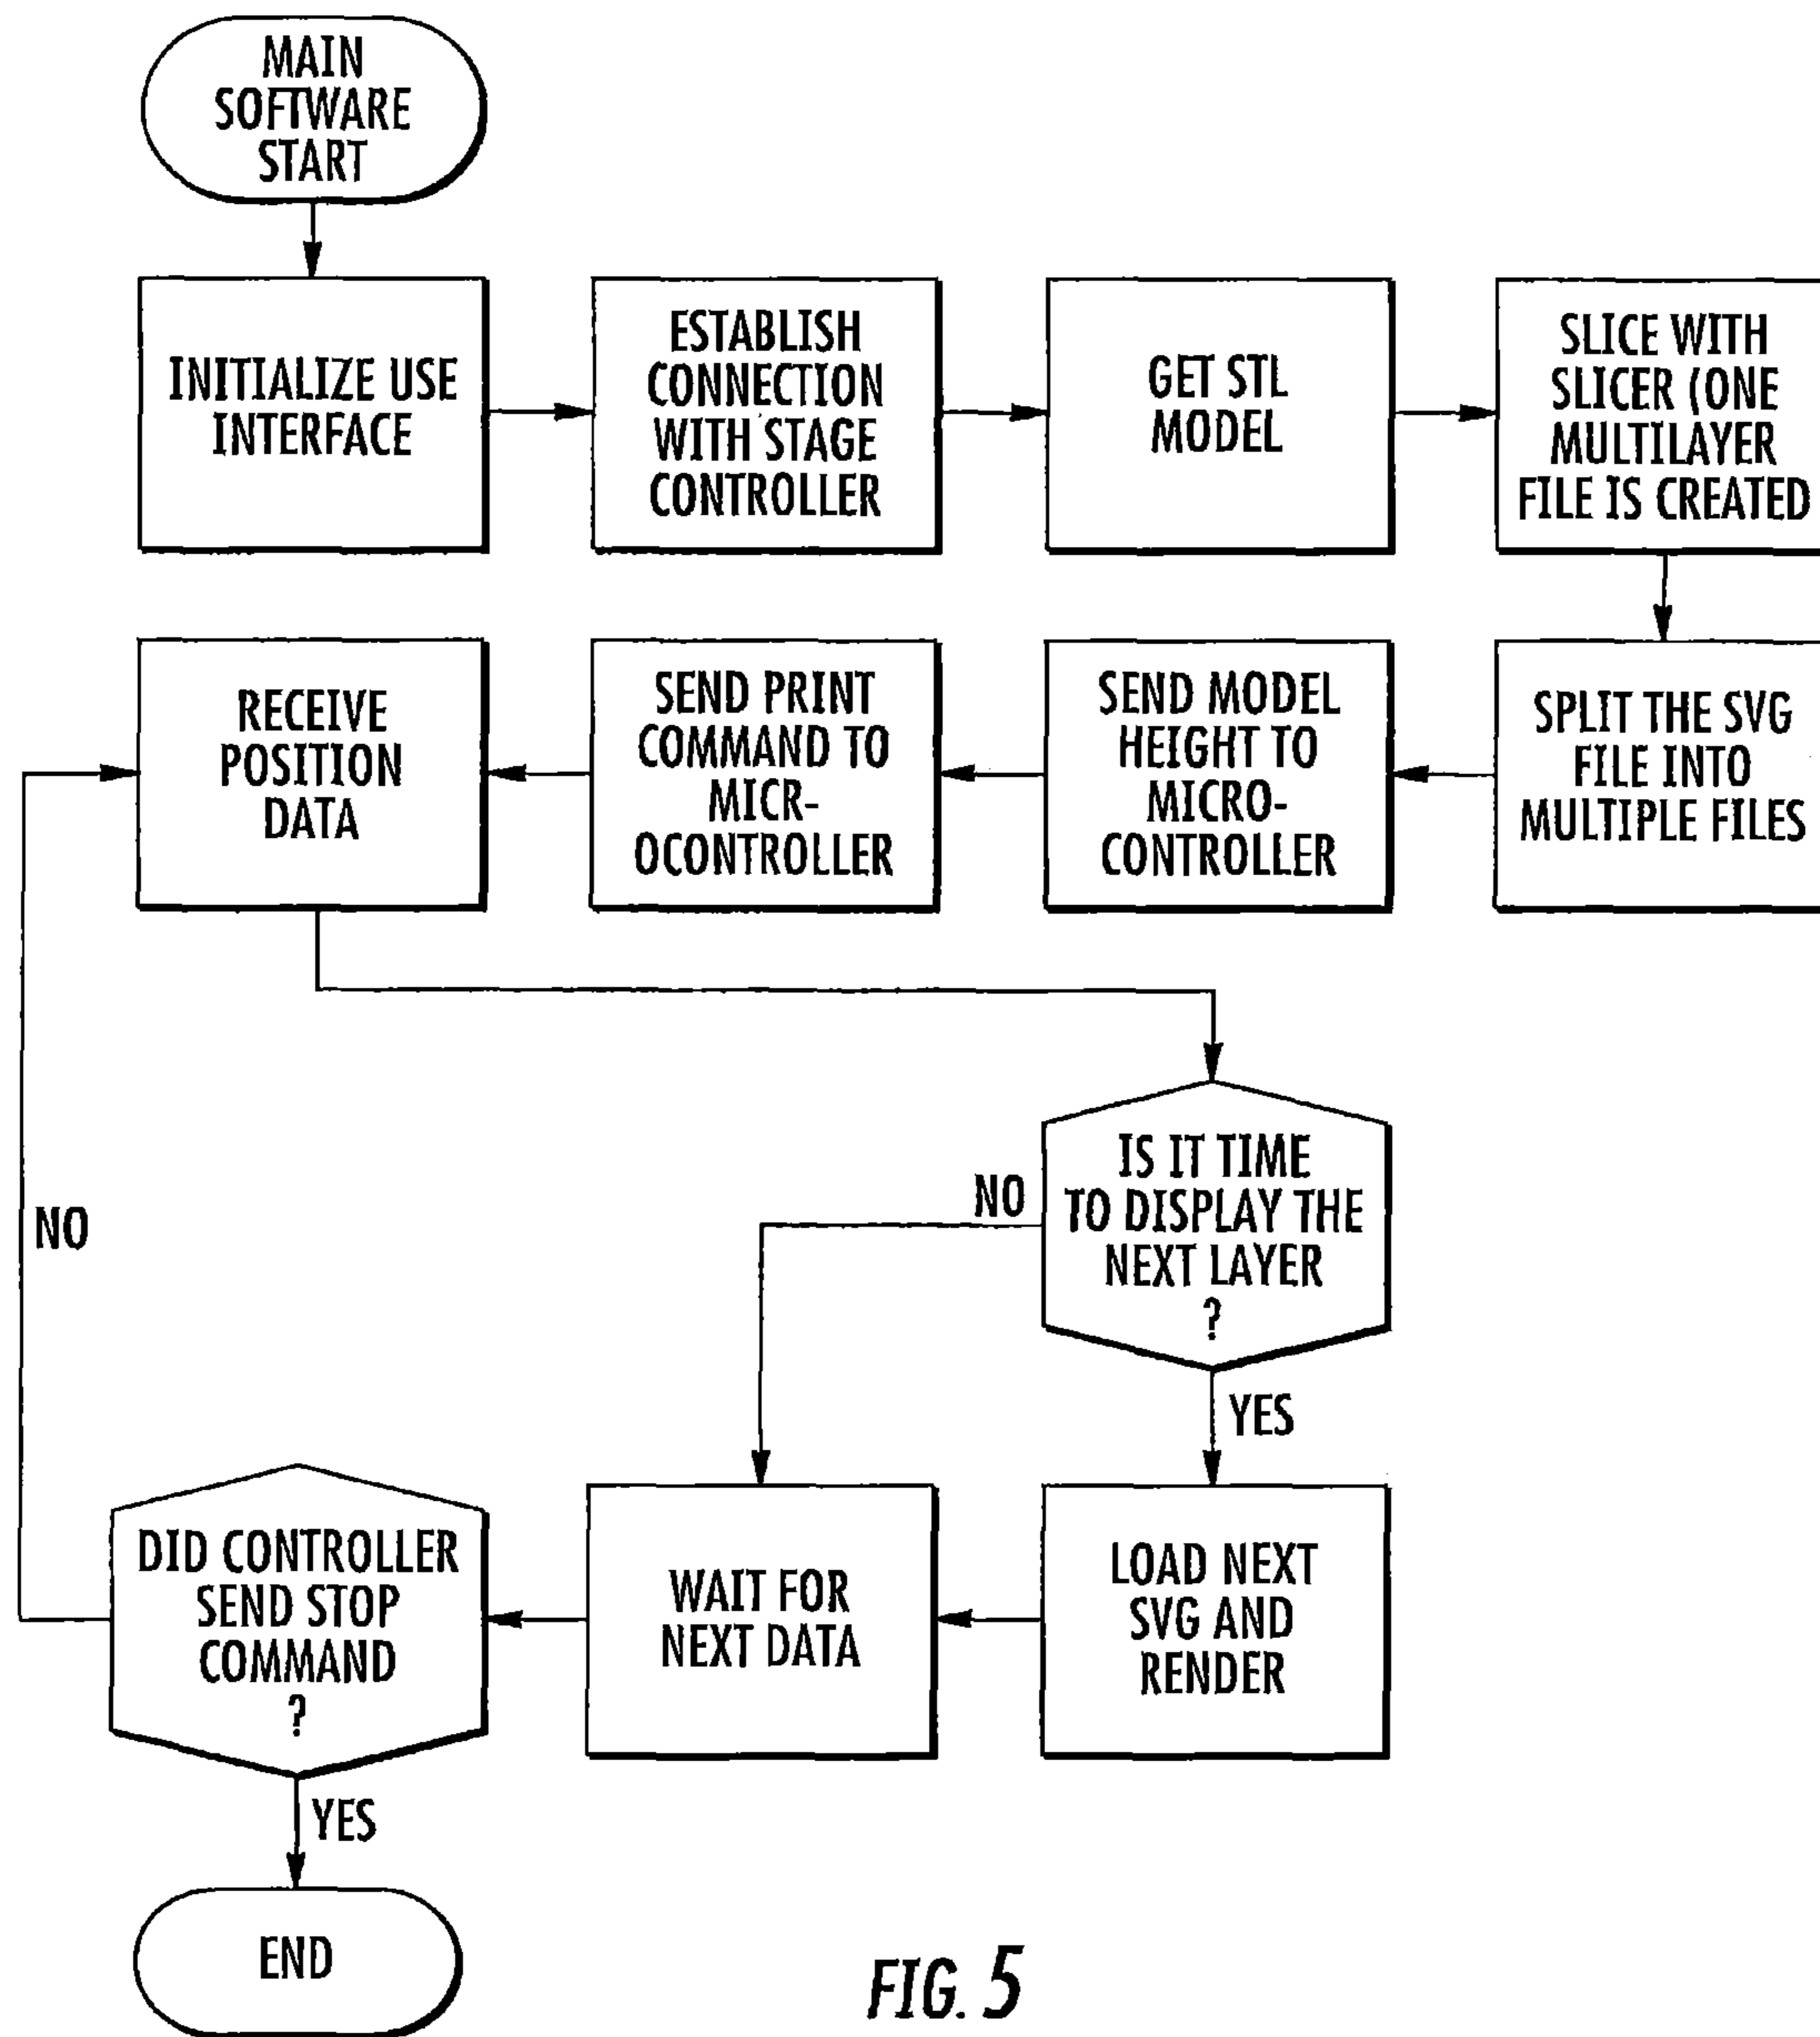 MAIN
SOFTWARE
START
INITIALIZE USE
INTERFACE
ESTABLISH
CONNECTION
WITH STAGE
CONTROLLER
GET STL
MODEL
SLICE WITH
SLICER (ONE
MULTILAYER
FILE IS CREATED
SPLIT THE SVG
FILE INTO
MULTIPLE FILES
SEND MODEL
HEIGHT TO
MICRO-
CONTROLLER
SEND PRINT
COMMAND TO
MICR-
OCONTROLLER
RECEIVE
POSITION
DATA
IS IT TIME
TO DISPLAY THE
NEXT LAYER
?
NO
YES
LOAD NEXT
SVG AND
RENDER
WAIT FOR
NEXT DATA
DID CONTROLLER
SEND STOP
COMMAND
?
NO
YES
END
FIG. 5